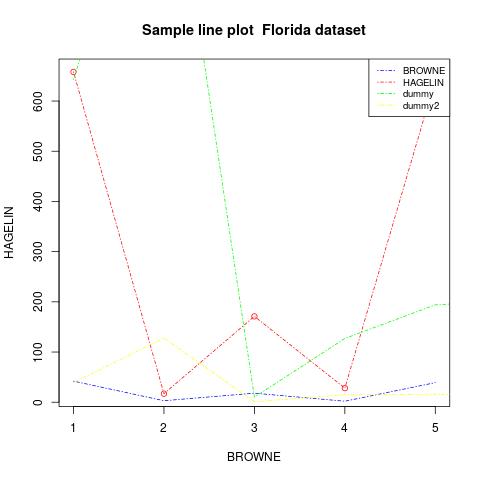 Sample line plot  Florida dataset
BROWNE
HAGELIN
dummy
dummy2
HAGELIN
600
500
400
300
200
100
0
1 2 3 4 5
BROWNE